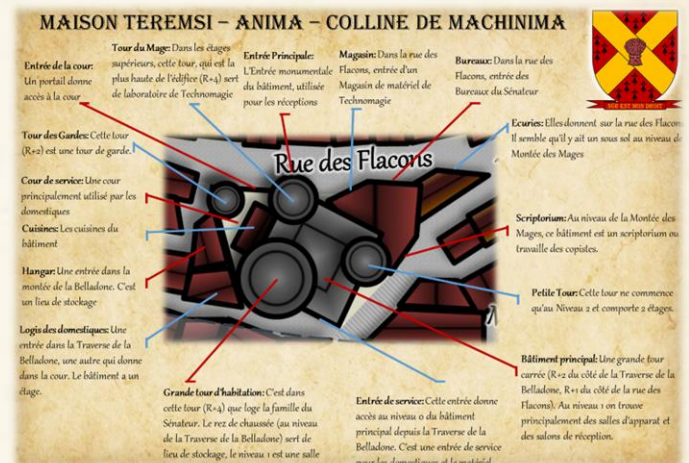 MAISON TEREMSI – ANIMA – COLLINE DE MACHINIMA
Entrée de la cour:
Un portail donne
accès à la cour
Tour du Mage: Dans les étages
supérieurs, cette tour, qui est la
plus haute de l'édifice (R+4) sert
de laboratoire de Technomagie
Entrée Principale:
L'Entrée monumentale
du bâtiment, utilisée
pour les réceptions
Magasin: Dans la rue des
Flacons, entrée d'un
Magasin de matériel de
Technomagie
Bureaux: Dans la rue des
Flacons, entrée des
Bureaux du Sénateur
EST MON DROIT
Tour des Gardes: Cette tour
(R+2) est une tour de garde.
Ecuries: Elles donnent sur la rue des Flacons
Il semble qu'il y ait un sous sol au niveau de
Montée des Mages
Rue des Flacons
Cour de service: Une cour
principalement utilisé par les
domestiques
Cuisines: Les cuisines du
bâtiment
Hangar: Une entrée dans la
montée de la Belladone. C'est
un lieu de stockage
Logis des domestiques: Une
entrée dans la Traverse de la
Belladone, une autre qui donne
dans la cour. Le bâtiment a un
étage.
Scriptorium: Au niveau de la Montée des
Mages, ce bâtiment est un scriptorium ou
travaille des copistes.
Petite Tour: Cette tour ne commence
qu'au Niveau 2 et comporte 2 étages.
Bâtiment principal: Une grande tour
carrée (R+2 du côté de la Traverse de la
Belladone, R+1 du côté de la rue des
Flacons). Au niveau 1 on trouve
principalement des salles d'apparat et
des salons de réception.
Grande tour d'habitation: C'est dans
cette tour (R+4) que loge la famille du
Sénateur. Le rez de chaussée (au niveau
de la Traverse de la Belladone) sert de
lieu de stockage, le niveau 1 est une salle
Entrée de service: Cette entrée donne
accès au niveau 0 du bâtiment
principal depuis la Traverse de la
Belladone. C'est une entrée de service
pour les domestiques et le matériel